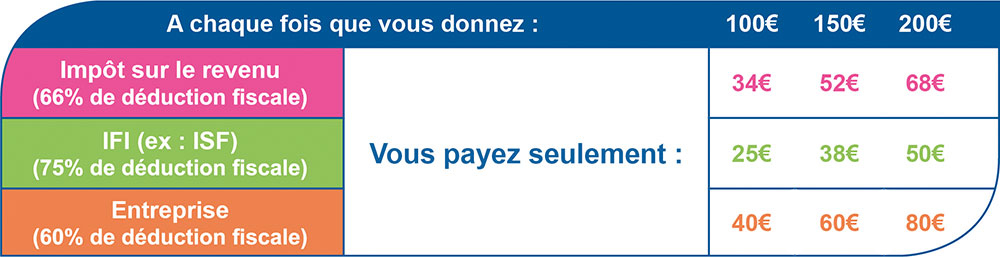 A chaque fois que vous donnez : 100€ 150€ 200€
Impôt sur le revenu
(66% de déduction fiscale)
34€ 52€ 68€
IFI (ex : ISF)
(75% de déduction fiscale)
Vous payez seulement :
25€ 38€ 50€
Entreprise
(60% de déduction fiscale)
40€ 60€ 80€